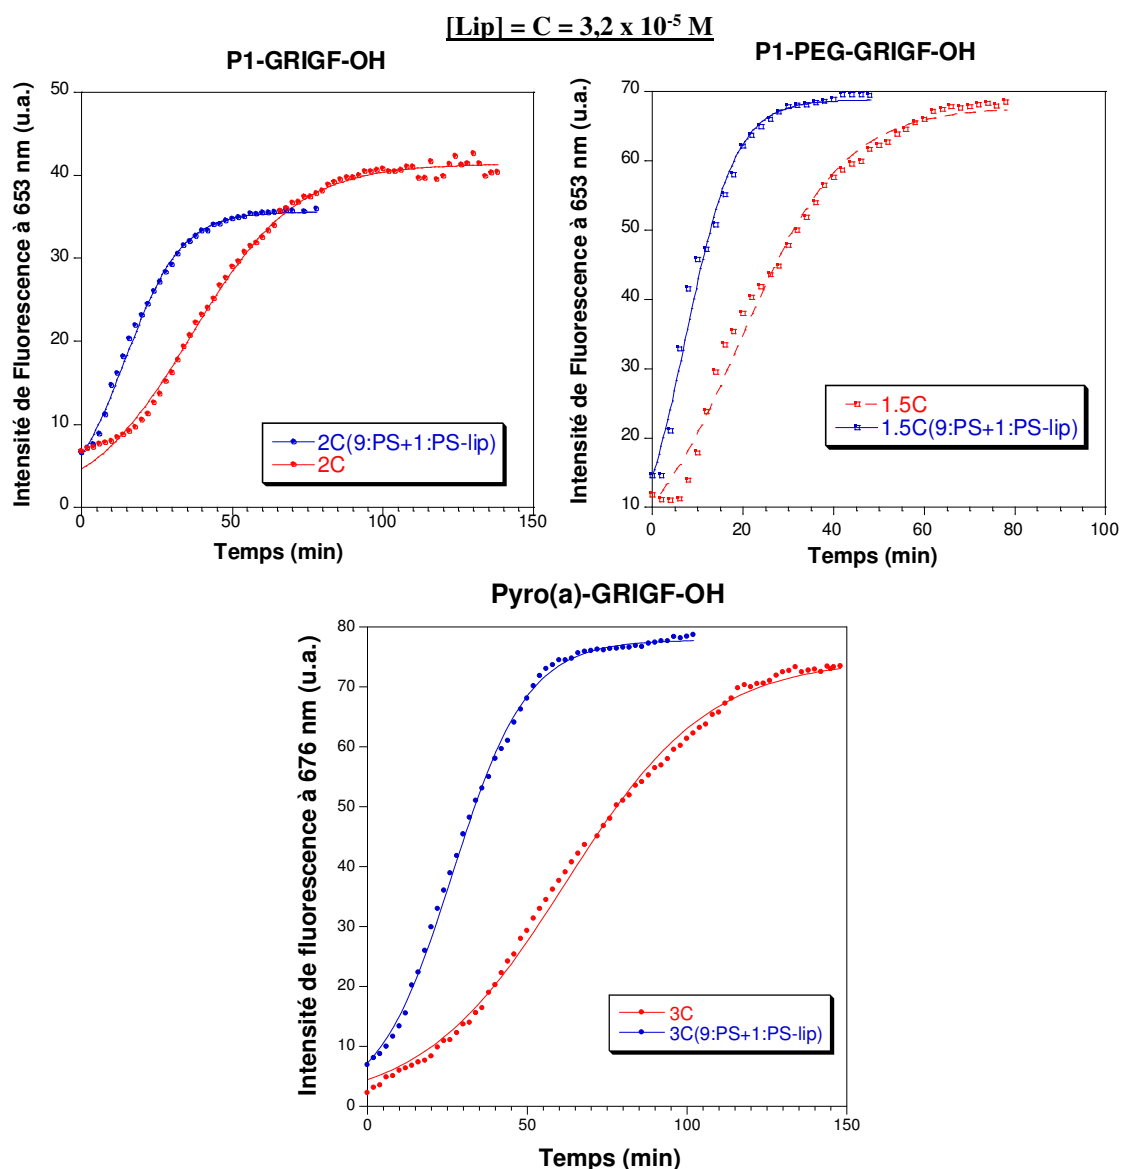 [Lip] = C = 3,2 x 10⁻⁵ M
P1-GRIGF-OH
Intensité de Fluorescence à 653 nm (u.a.)
50
40
30
20
10
0
2C(9:PS+1:PS-lip)
2C
0
50
100
150
Temps (min)
P1-PEG-GRIGF-OH
Intensité de Fluorescence à 653 nm (u.a.)
70
60
50
40
30
20
10
1.5C
1.5C(9:PS+1:PS-lip)
0
20
40
60
80
100
Temps (min)
Pyro(a)-GRIGF-OH
Intensité de fluorescence à 676 nm (u.a.)
80
70
60
50
40
30
20
10
0
3C
3C(9:PS+1:PS-lip)
0
50
100
150
Temps (min)